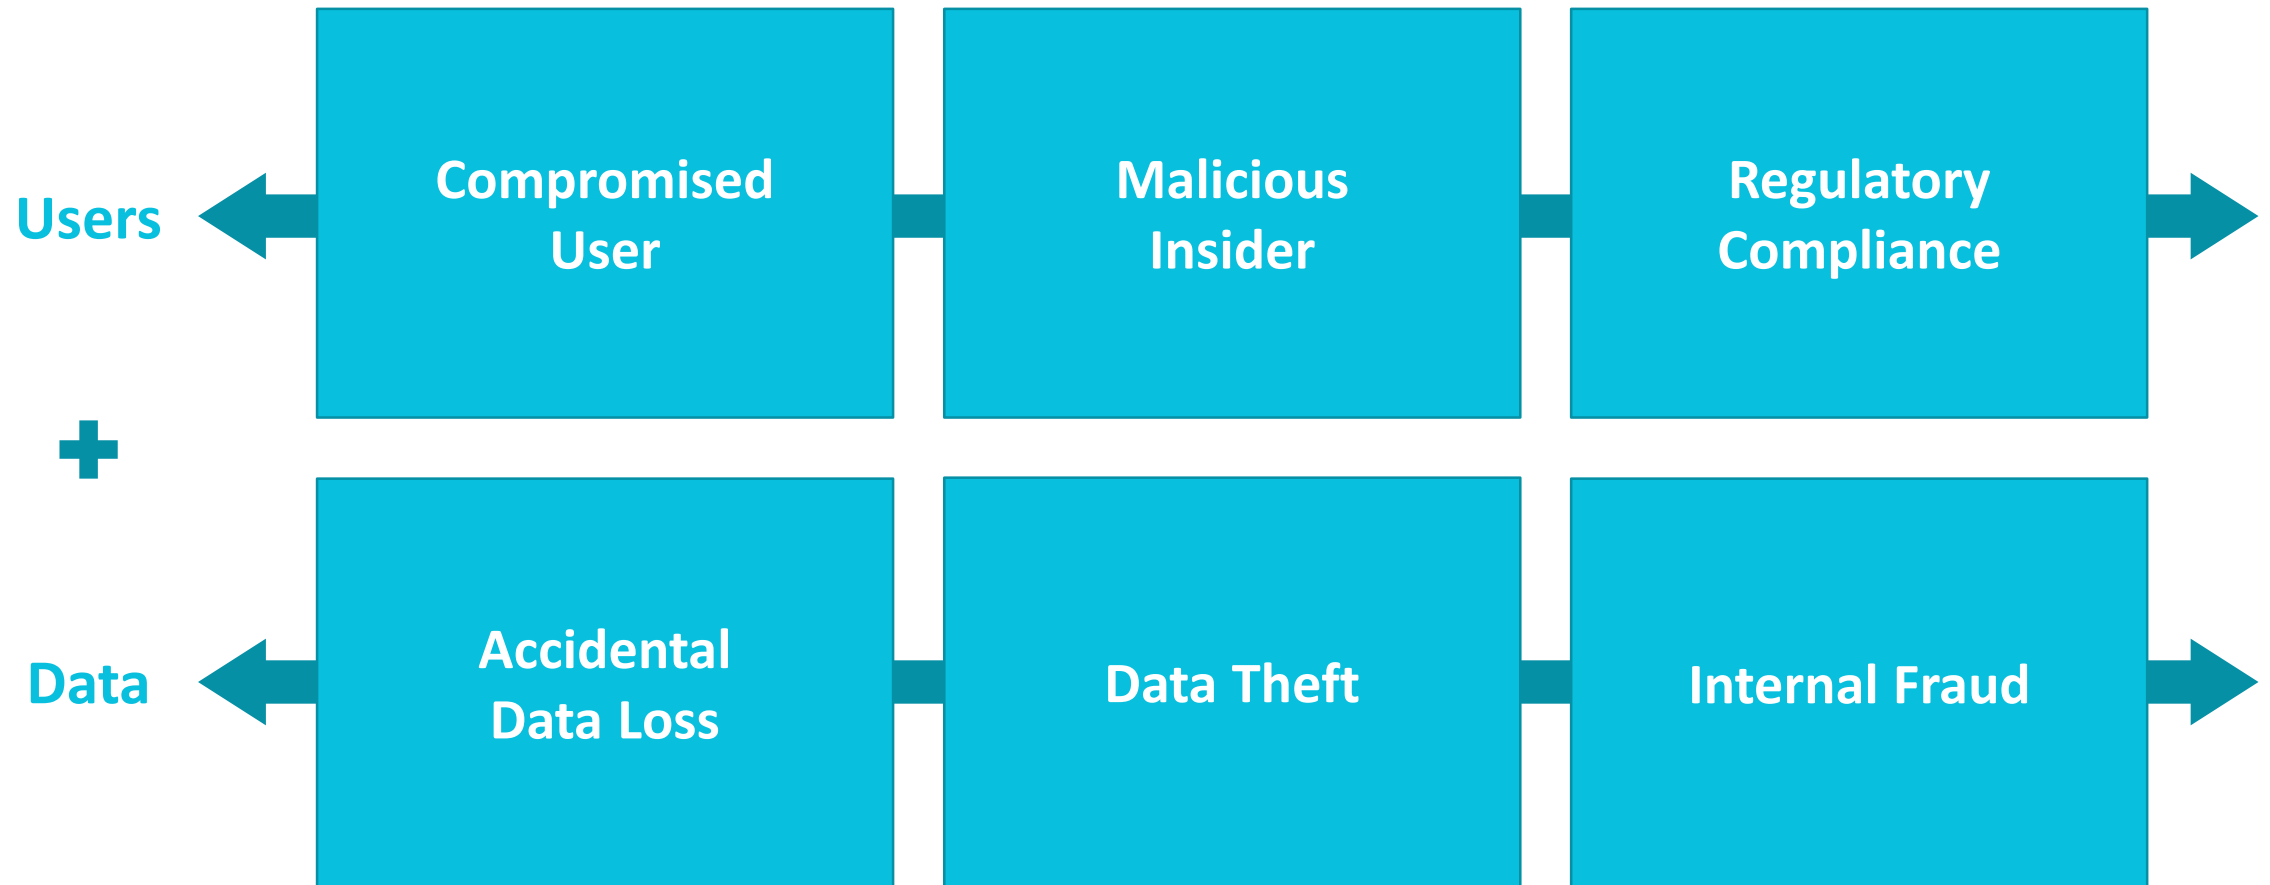 Users
Compromised
User
Malicious
Insider
Regulatory
Compliance
Data
Accidental
Data Loss
Data Theft
Internal Fraud